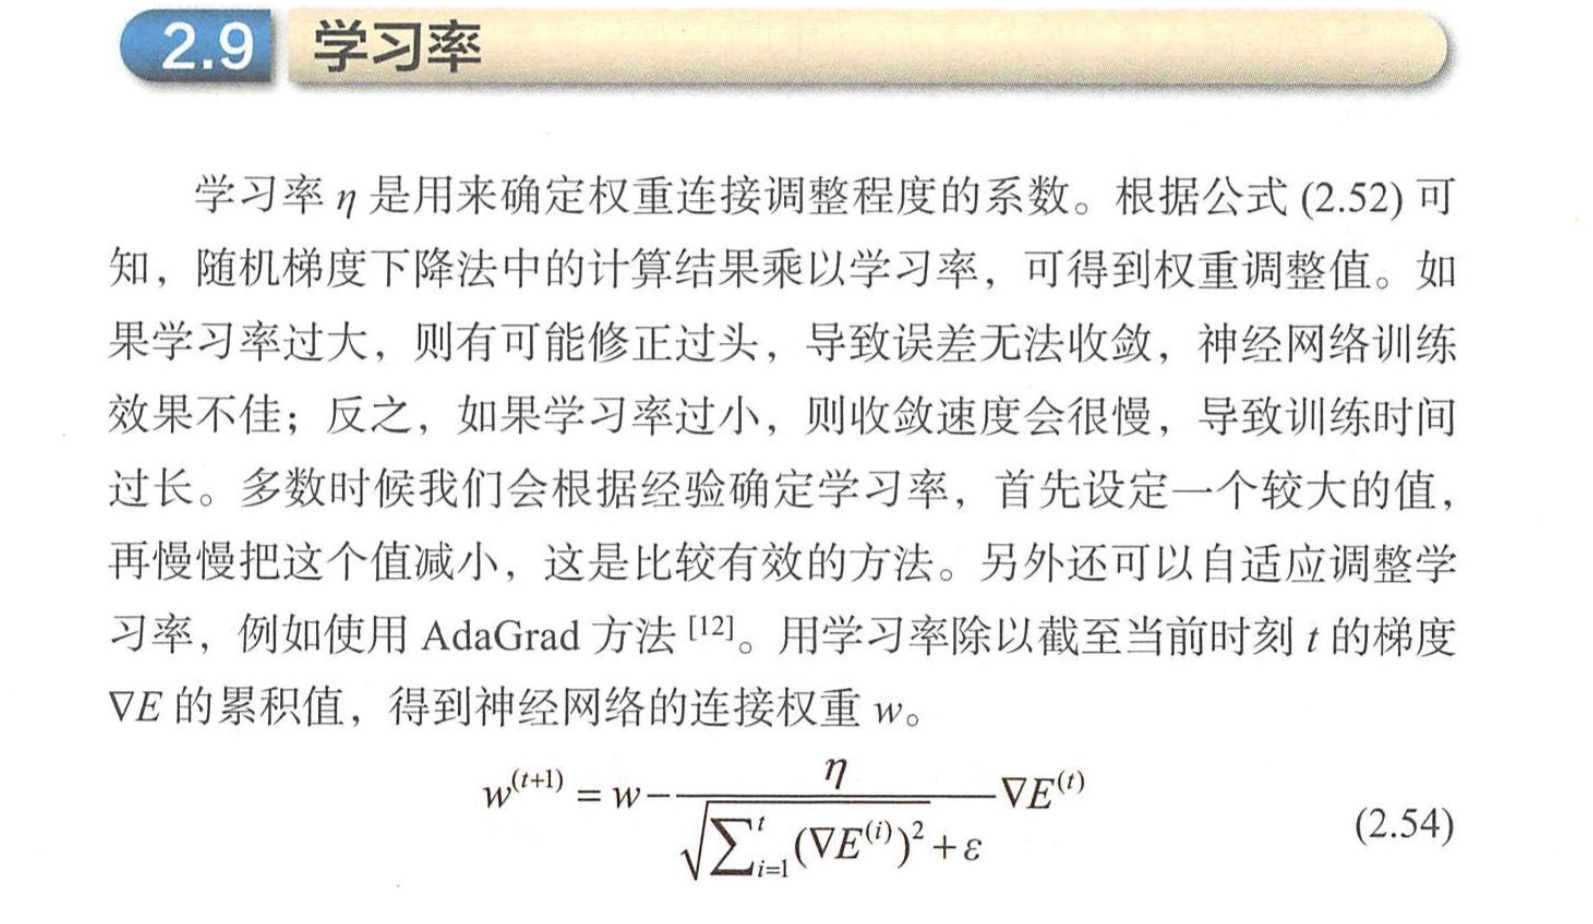 2.9 学习率
学习率 η 是用来确定权重连接调整程度的系数。根据公式 (2.52) 可
知，随机梯度下降法中的计算结果乘以学习率，可得到权重调整值。如
果学习率过大，则有可能修正过头，导致误差无法收敛，神经网络训练
效果不佳；反之，如果学习率过小，则收敛速度会很慢，导致训练时间
过长。多数时候我们会根据经验确定学习率，首先设定一个较大的值，
再慢慢把这个值减小，这是比较有效的方法。另外还可以自适应调整学
习率，例如使用 AdaGrad 方法 [12]。用学习率除以截至当前时刻 t 的梯度
∇E 的累积值，得到神经网络的连接权重 w。
w^{(t+1)} = w − \frac{η}{\sqrt{∑_{i=1}^{t} (∇E^{(i)})^2} + ε} ∇E^{(t)} (2.54)